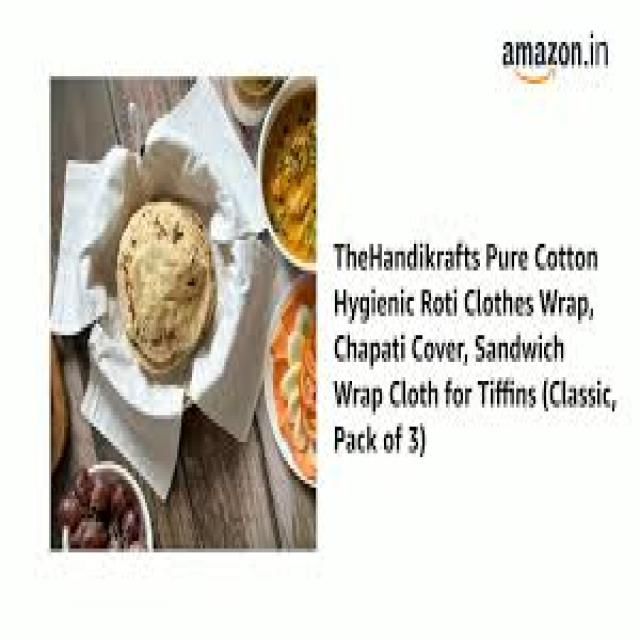 amazon.in
TheHandikrafts Pure Cotton
Hygienic Roti Clothes Wrap,
Chapati Cover, Sandwich
Wrap Cloth for Tiffins (Classic,
Pack of 3)